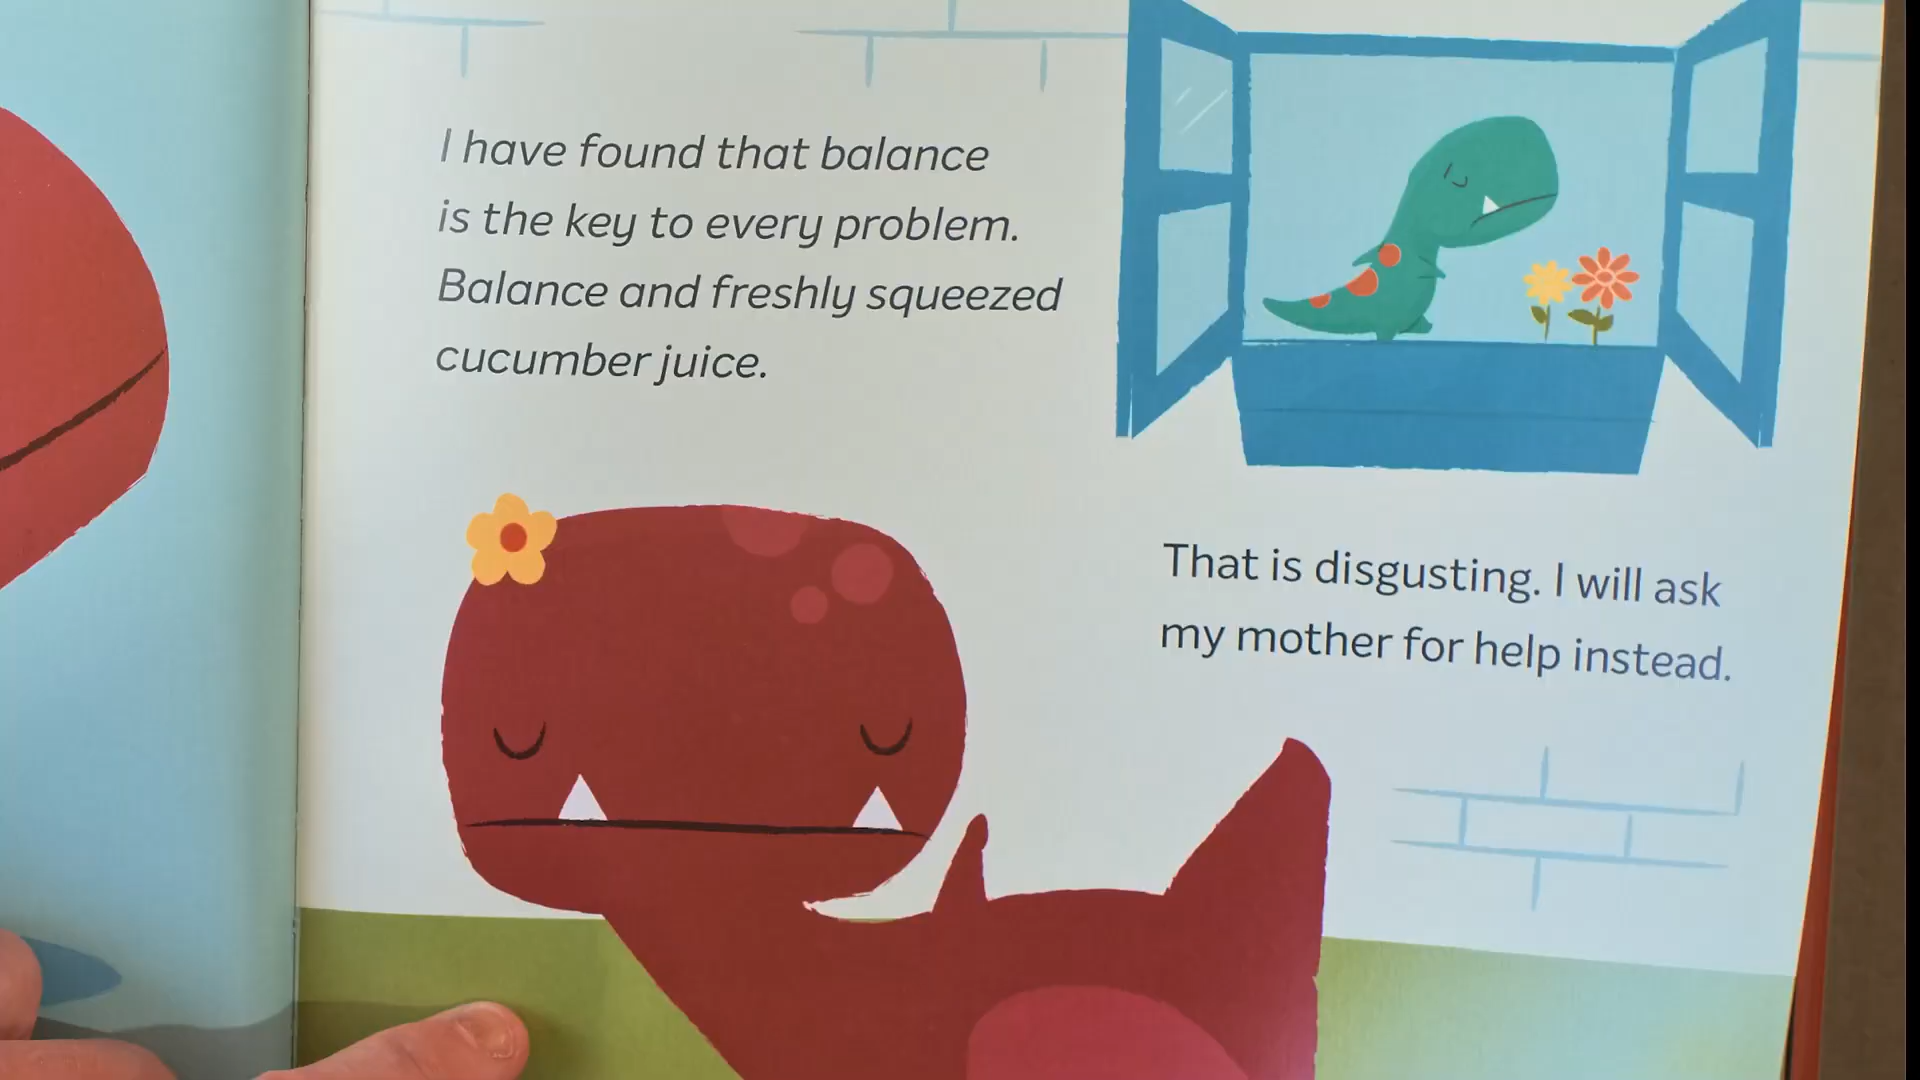 I have found that balance
is the key to every problem.
Balance and freshly squeezed
cucumber juice.
That is disgusting. I will ask
my mother for help instead.